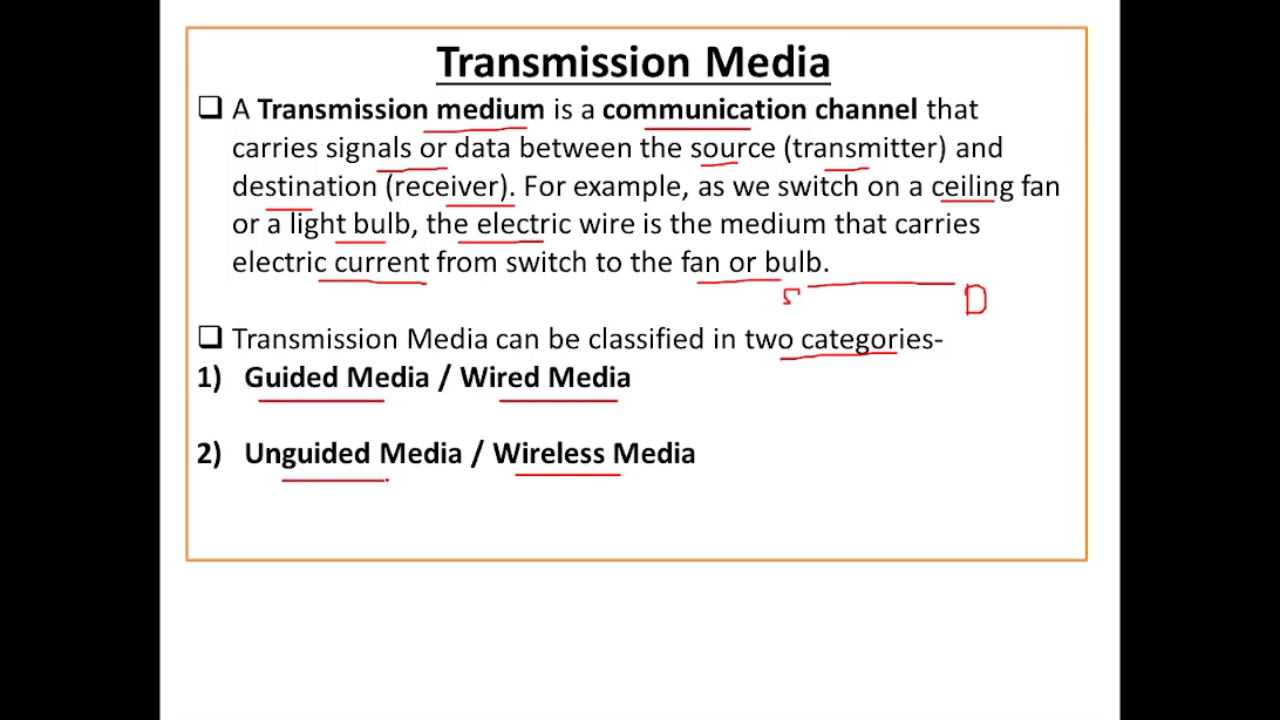 Transmission Media
A Transmission medium is a communication channel that
carries signals or data between the source (transmitter) and
destination (receiver). For example, as we switch on a ceiling fan
or a light bulb, the electric wire is the medium that carries
electric current from switch to the fan or bulb.
S D
Transmission Media can be classified in two categories-
1) Guided Media / Wired Media
2) Unguided Media / Wireless Media